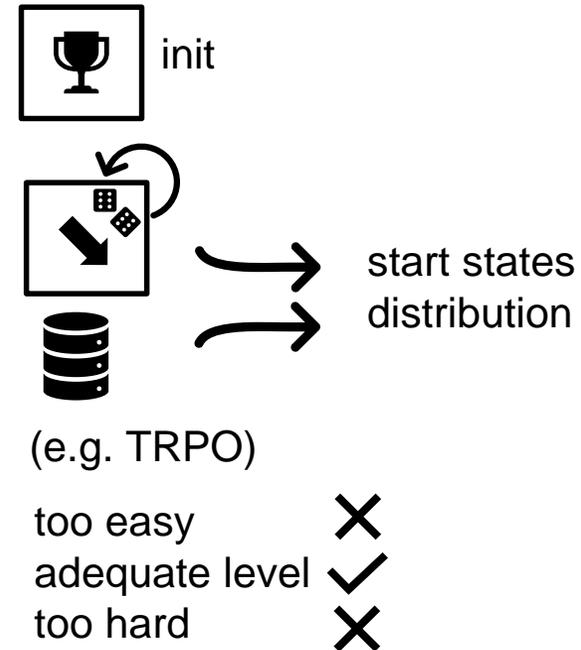 init
start states
distribution
(e.g. TRPO)
too easy
adequate level
too hard